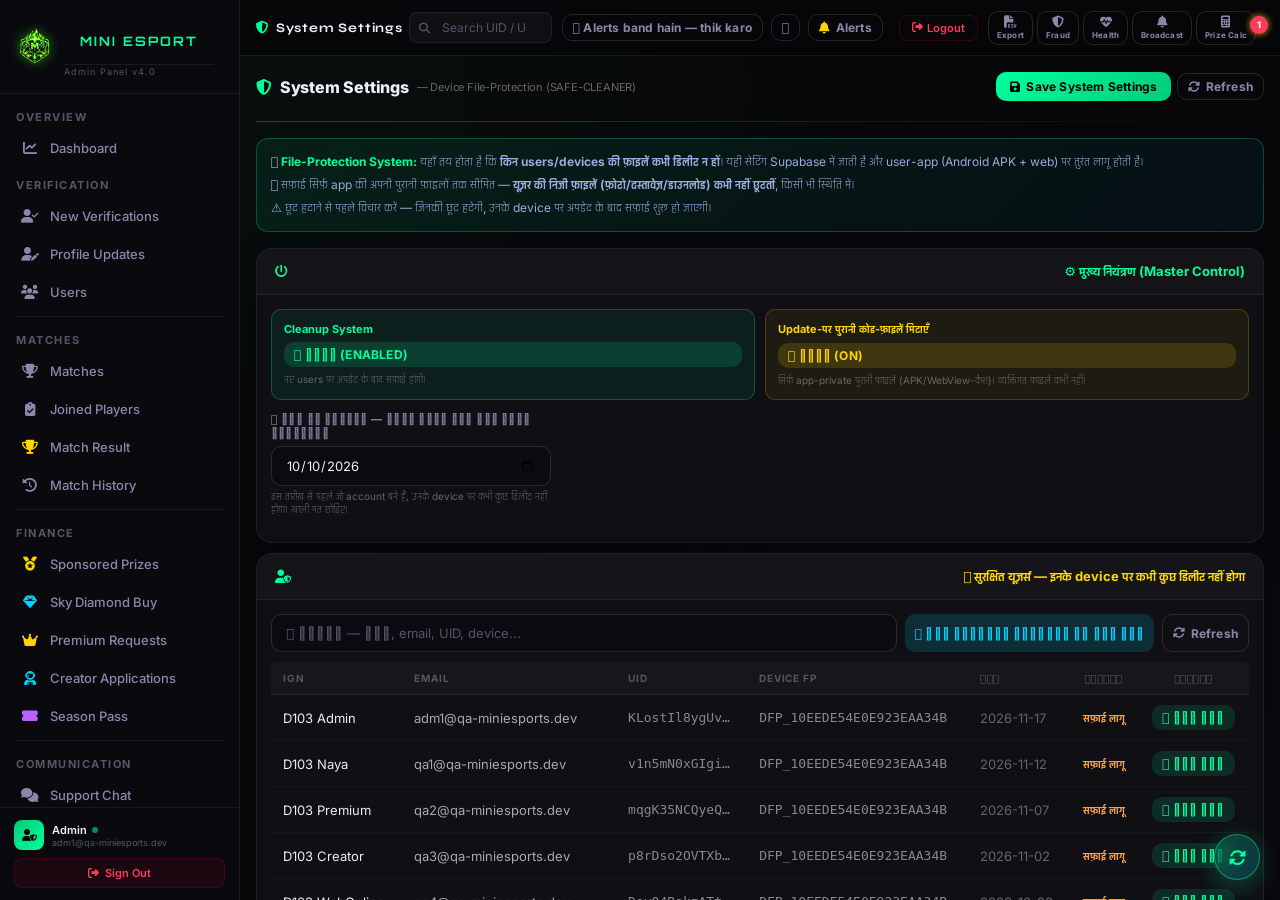 MINI ESPORT
Admin Panel v4.0
OVERVIEW
Dashboard
VERIFICATION
New Verifications
Profile Updates
Users
MATCHES
Matches
Joined Players
Match Result
Match History
FINANCE
Sponsored Prizes
Sky Diamond Buy
Premium Requests
Creator Applications
Season Pass
COMMUNICATION
Support Chat
Admin
adm1@qa-miniesports.dev
Sign Out
System Settings
Search UID / U
Alerts band hain — thik karo
Alerts
Logout
Export
Fraud
Health
Broadcast
Prize Calc
1
System Settings — Device File-Protection (SAFE-CLEANER)
Save System Settings
Refresh
File-Protection System: यहाँ तय होता है कि किन users/devices की फ़ाइलें कभी डिलीट न हों। यही सेटिंग Supabase में जाती है और user-app (Android APK + web) पर तुरंत लागू होती है।
सफ़ाई सिर्फ़ app की अपनी पुरानी फ़ाइलों तक सीमित — यूज़र की निजी फ़ाइलें (फ़ोटो/दस्तावेज़/डाउनलोड) कभी नहीं छूटतीं, किसी भी स्थिति में।
⚠ छूट हटाने से पहले विचार करें — जिनकी छूट हटेगी, उनके device पर अपडेट के बाद सफ़ाई शुरू हो जाएगी।
⚙ मुख्य नियंत्रण (Master Control)
Cleanup System
(ENABLED)
नए users पर अपडेट के बाद सफ़ाई होगी।
Update-पर पुरानी कोड-फ़ाइलें मिटाएँ
(ON)
सिर्फ़ app-private पुरानी फ़ाइलें (APK/WebView-कैश)। व्यक्तिगत फ़ाइलें कभी नहीं।
—
10/10/2026
इस तारीख़ से पहले जो account बने हैं, उनके device पर कभी कुछ डिलीट नहीं
होगा। खाली मत छोड़िए।
सुरक्षित यूज़र्स — इनके device पर कभी कुछ डिलीट नहीं होगा
— , email, UID, device...
Refresh
IGN EMAIL UID DEVICE FP
D103 Admin adm1@qa-miniesports.dev KLostIl8ygUv… DFP_10EEDE54E0E923EAA34B 2026-11-17 सफ़ाई लागू
D103 Naya qa1@qa-miniesports.dev v1n5mN0xGIgi… DFP_10EEDE54E0E923EAA34B 2026-11-12 सफ़ाई लागू
D103 Premium qa2@qa-miniesports.dev mqgK35NCQyeQ… DFP_10EEDE54E0E923EAA34B 2026-11-07 सफ़ाई लागू
D103 Creator qa3@qa-miniesports.dev p8rDso2OVTXb… DFP_10EEDE54E0E923EAA34B 2026-11-02 सफ़ाई लागू